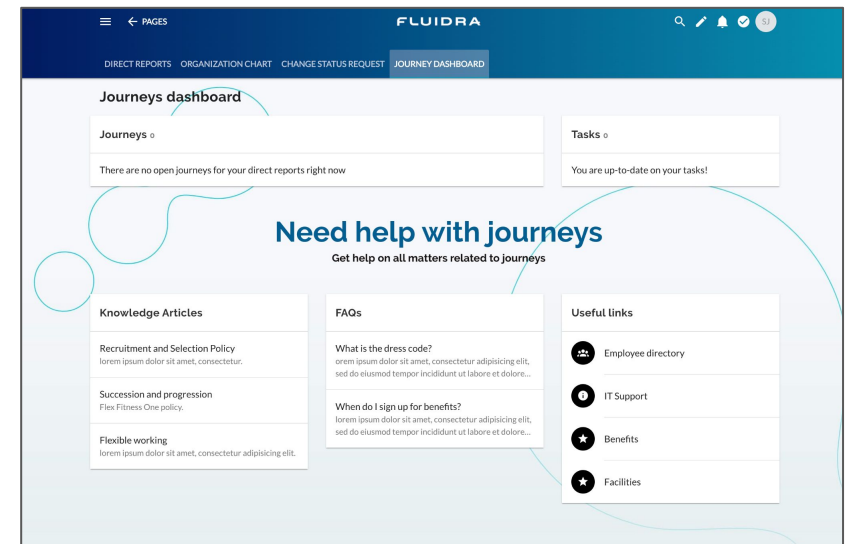 PAGES
FLUIDRA
SJ
DIRECT REPORTS ORGANIZATION CHART CHANGE STATUS REQUEST JOURNEY DASHBOARD
Journeys dashboard
Journeys 0
There are no open journeys for your direct reports right now
Tasks 0
You are up-to-date on your tasks!
Need help with journeys
Get help on all matters related to journeys
Knowledge Articles
Recruitment and Selection Policy
lorem ipsum dolor sit amet, consectetur.
Succession and progression
Flex Fitness One policy.
Flexible working
lorem ipsum dolor sit amet, consectetur adipisicing elit.
FAQs
What is the dress code?
orem ipsum dolor sit amet, consectetur adipisicing elit,
sed do eiusmod tempor incididunt ut labore et dolore...
When do I sign up for benefits?
lorem ipsum dolor sit amet, consectetur adipisicing elit,
sed do eiusmod tempor incididunt ut labore et dolore...
Useful links
Employee directory
IT Support
Benefits
Facilities